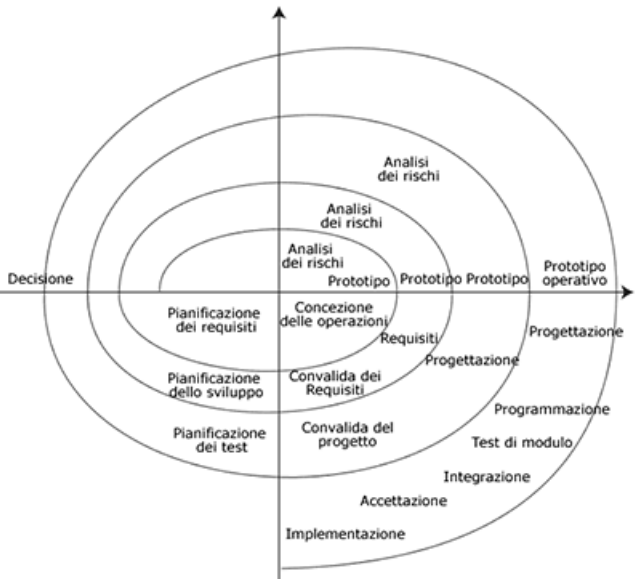 Analisi
dei rischi
Analisi
dei rischi
Analisi
dei rischi
Decisione
Prototipo
Prototipo
Prototipo
Prototipo
operativo
Pianificazione
dei requisiti
Concezione
delle operazioni
Requisiti
Progettazione
Progettazione
Pianificazione
dello sviluppo
Convalida dei
Requisiti
Programmazione
Pianificazione
dei test
Convalida del
progetto
Test di modulo
Integrazione
Accettazione
Implementazione